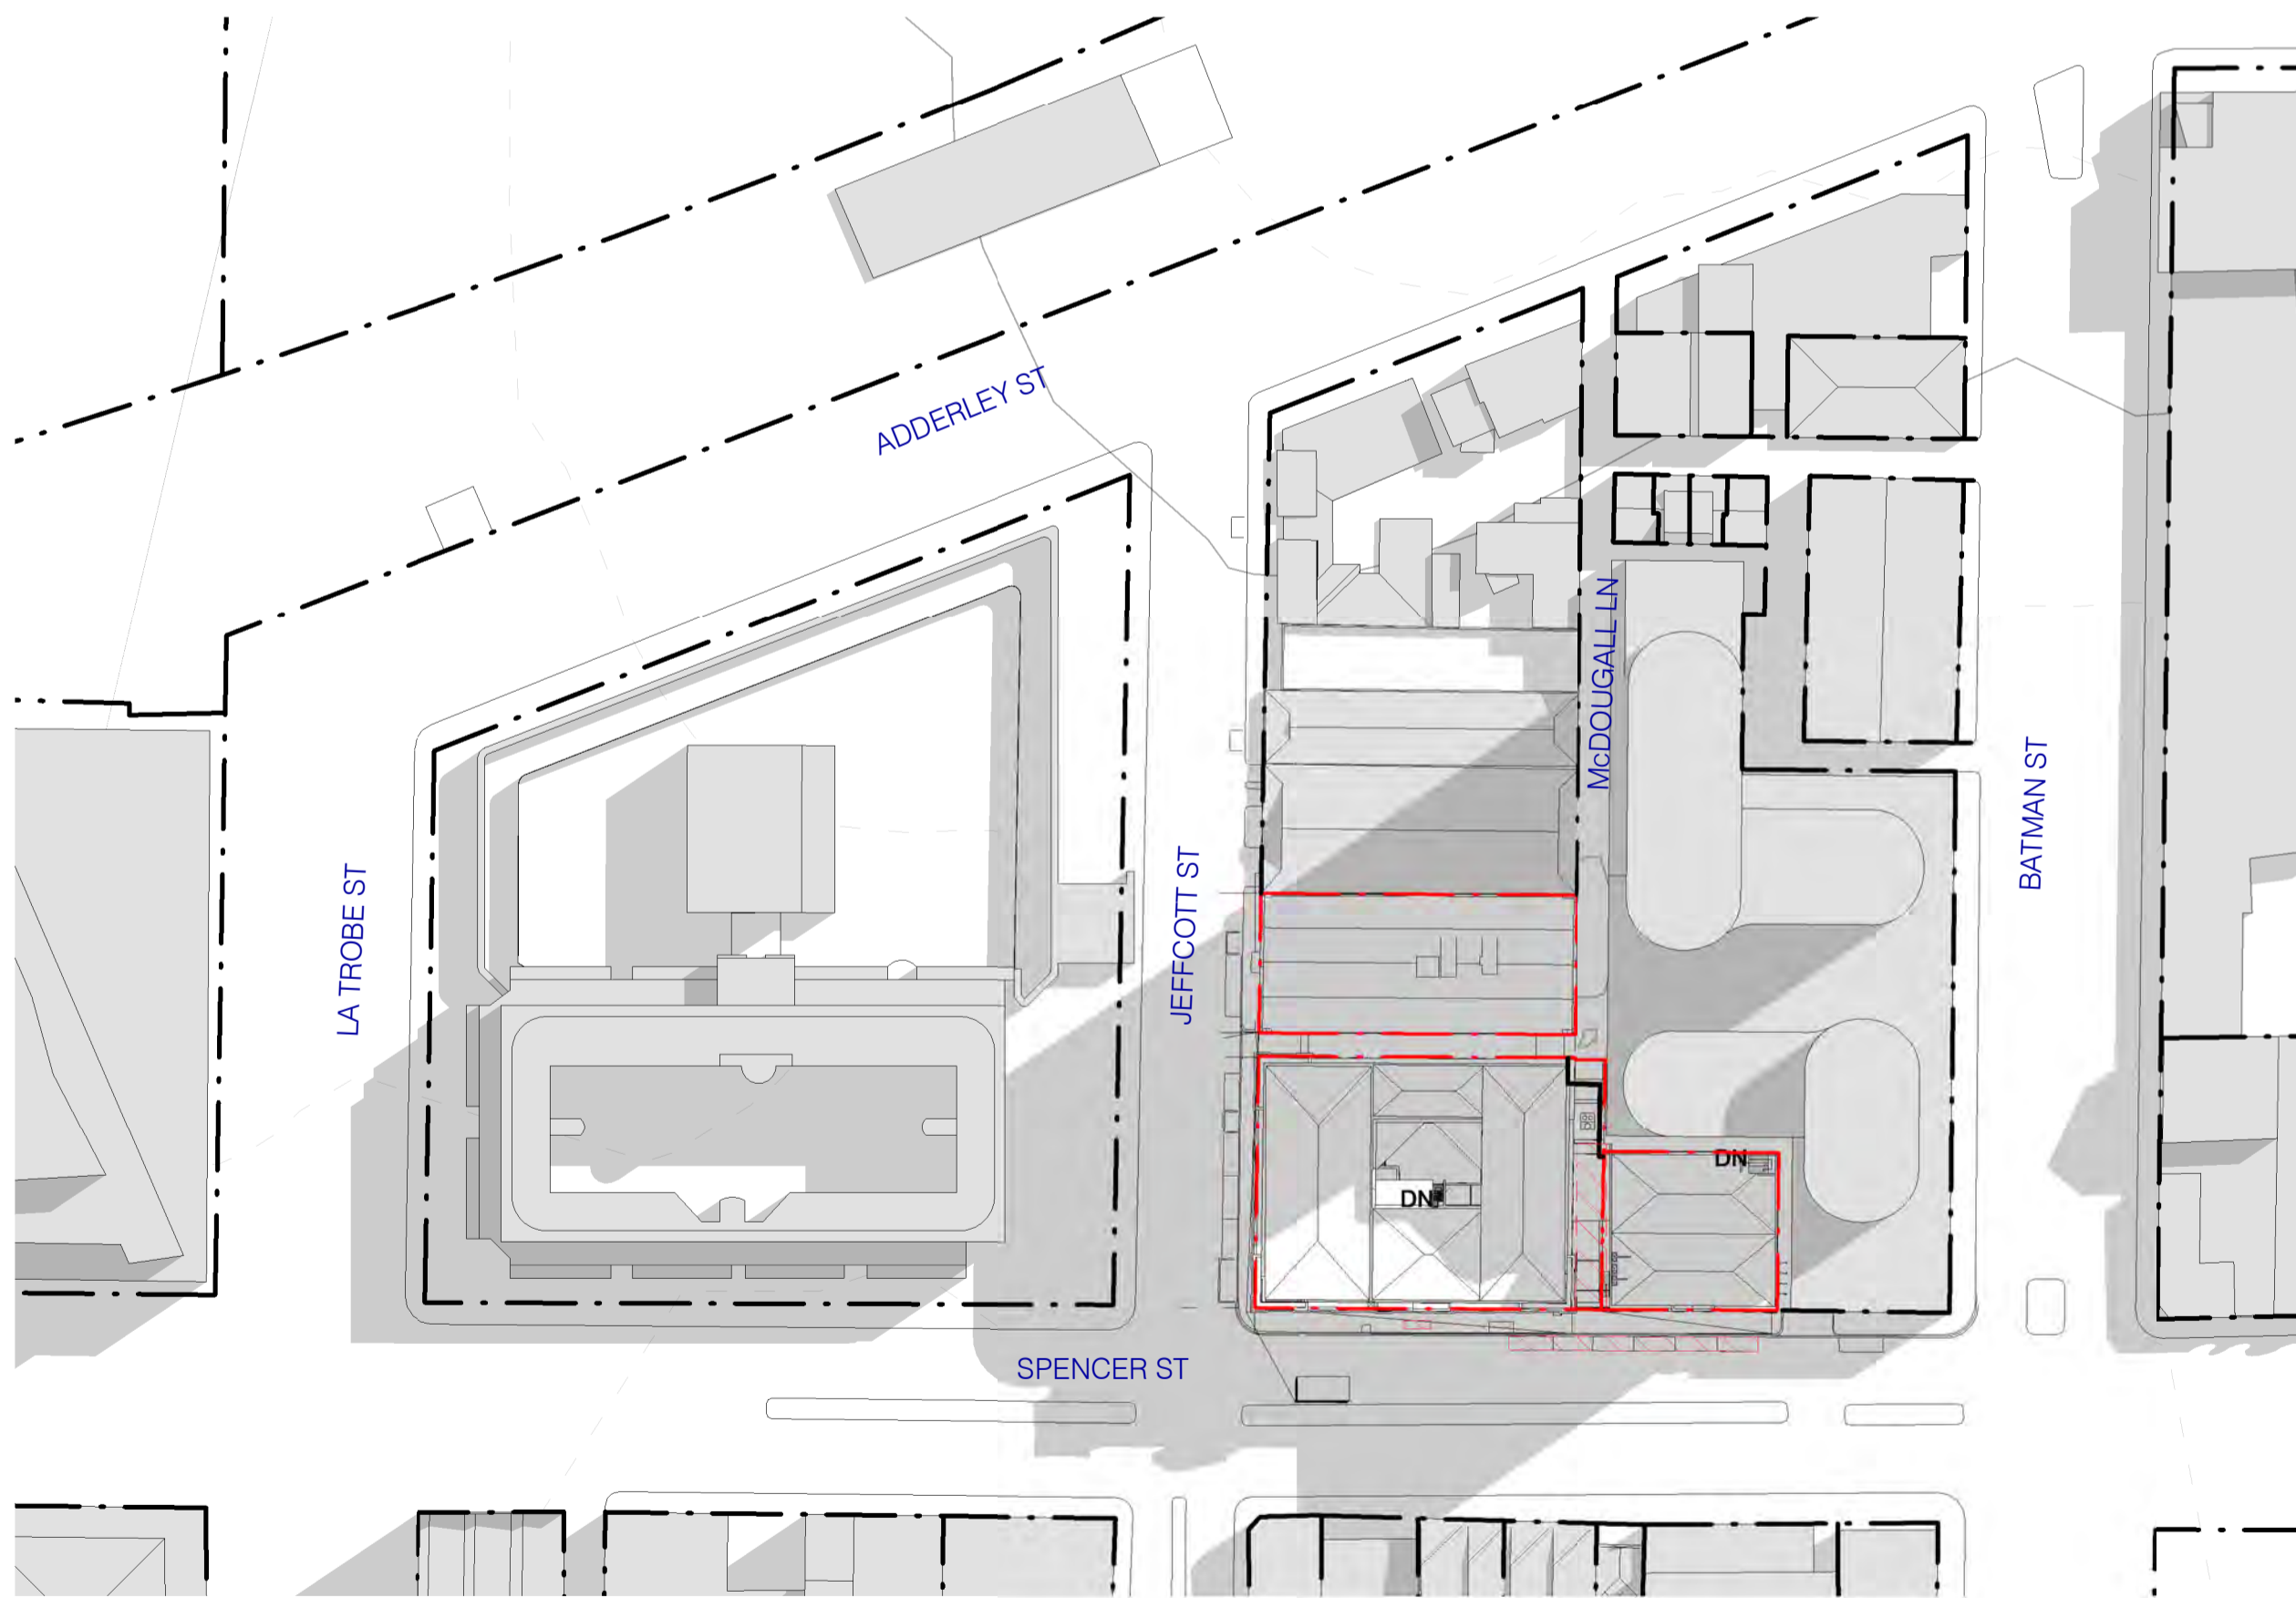 ADDERLEY ST
McDOUGALL LN
BATMAN ST
LA TROBE ST
JEFFCOTT ST
DN
DN
SPENCER ST